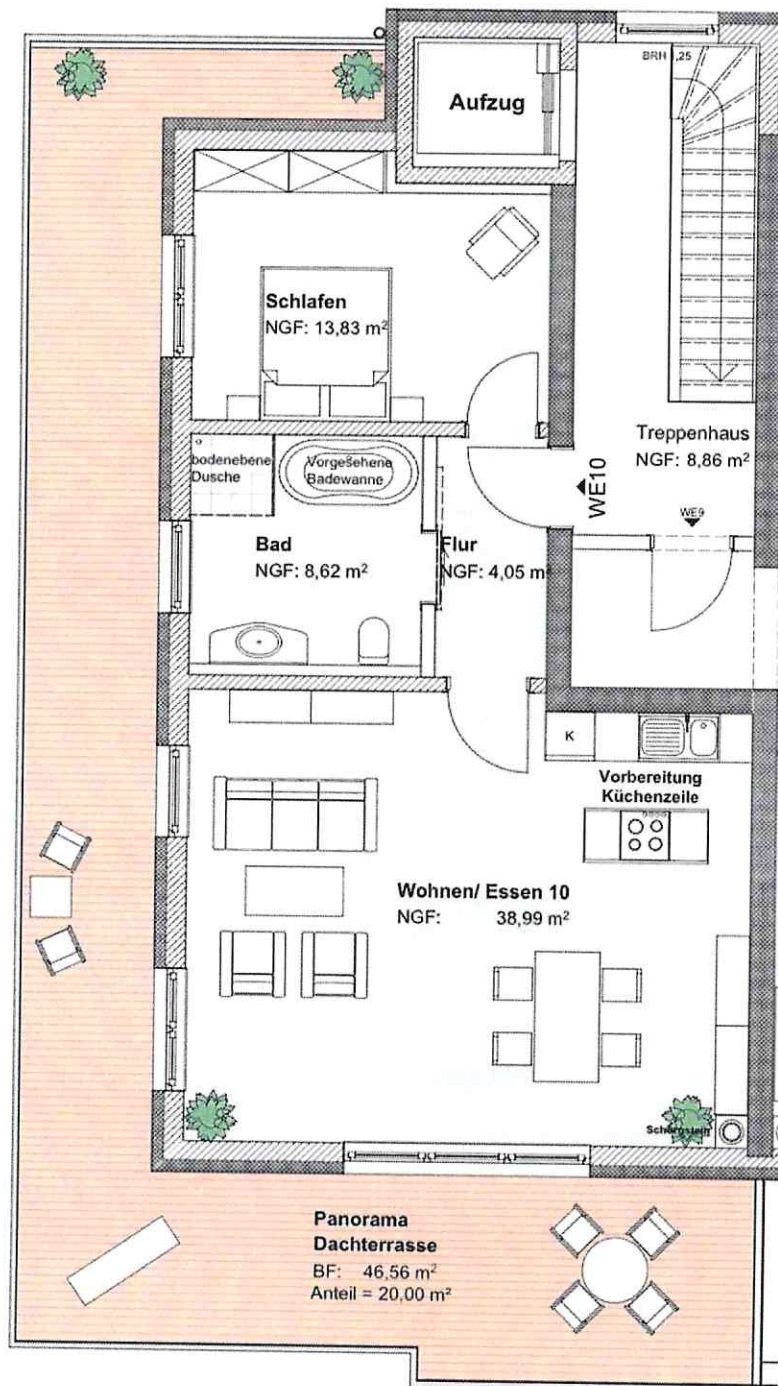 BRH 1,25
Aufzug
Schlafen
NGF: 13,83 m²
Treppenhaus
NGF: 8,86 m²
bodenebene
Dusche
Vorgesehene
Badewanne
WE10
WE9
Bad
NGF: 8,62 m²
Flur
NGF: 4,05 m²
K
Vorbereitung
Küchenzeile
Wohnen/ Essen 10
NGF: 38,99 m²
Schornstein
Panorama
Dachterrasse
BF: 46,56 m²
Anteil = 20,00 m²